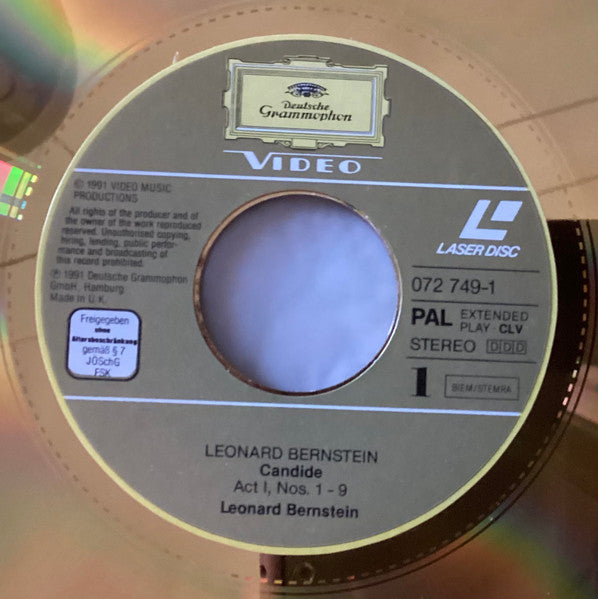 Deutsche
Grammophon
VIDEO
© 1991 VIDEO MUSIC
PRODUCTIONS
All rights of the producer and of
the owner of the work reproduced
reserved. Unauthorised copying,
hiring, lending, public perfor-
mance and broadcasting of
this record prohibited.
℗ 1991 Deutsche Grammophon
GmbH, Hamburg
Made in U.K.
Freigegeben
ohne
Altersbeschränkung
gemäß § 7
JÖSchG
FSK
L
LASER DISC
072 749-1
PAL EXTENDED
PLAY · CLV
STEREO DDD
1 BIEM/STEMRA
LEONARD BERNSTEIN
Candide
Act I, Nos. 1 - 9
Leonard Bernstein